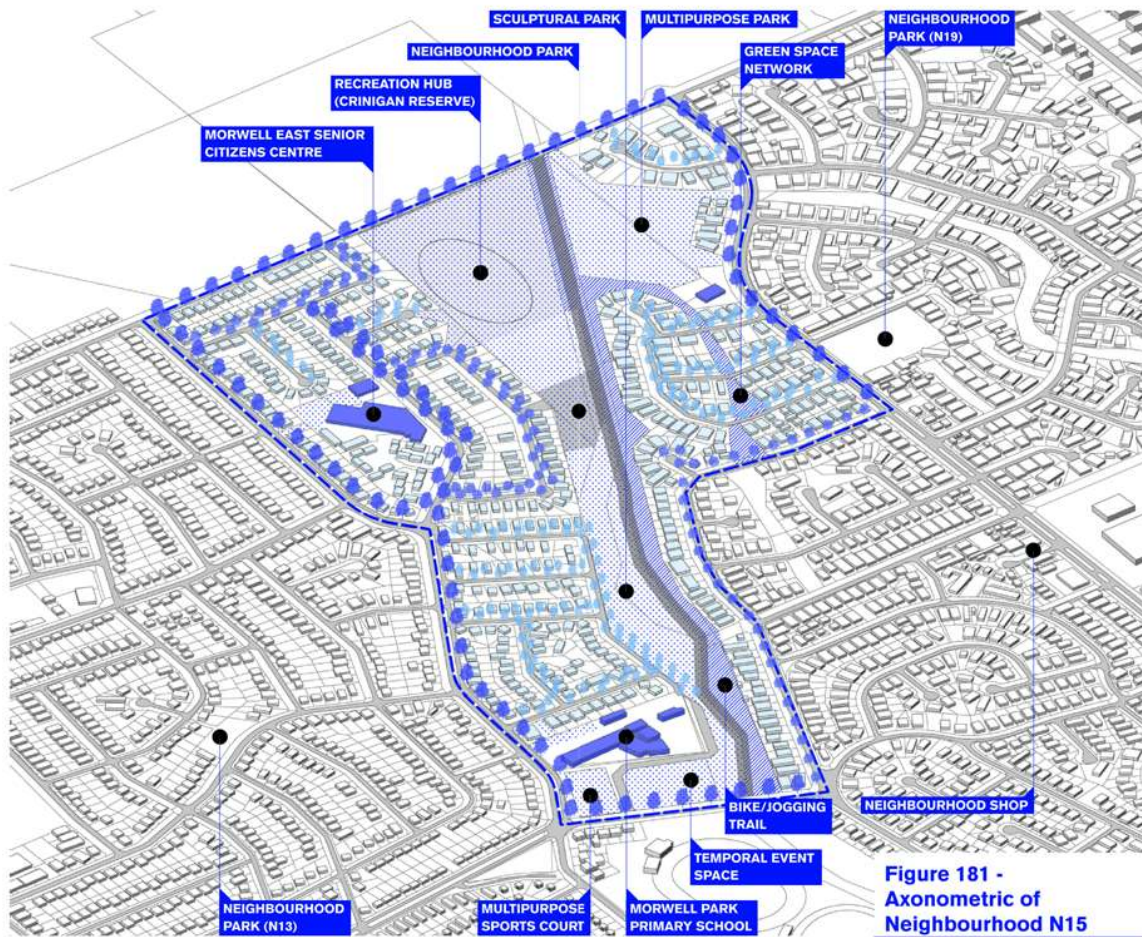 SCULPTURAL PARK
MULTIPURPOSE PARK
NEIGHBOURHOOD
PARK (N19)
NEIGHBOURHOOD PARK
GREEN SPACE
NETWORK
RECREATION HUB
(CRINIGAN RESERVE)
MORWELL EAST SENIOR
CITIZENS CENTRE
NEIGHBOURHOOD SHOP
BIKE/JOGGING
TRAIL
TEMPORAL EVENT
SPACE
NEIGHBOURHOOD
PARK (N13)
MULTIPURPOSE
SPORTS COURT
MORWELL PARK
PRIMARY SCHOOL
Figure 181 -
Axonometric of
Neighbourhood N15